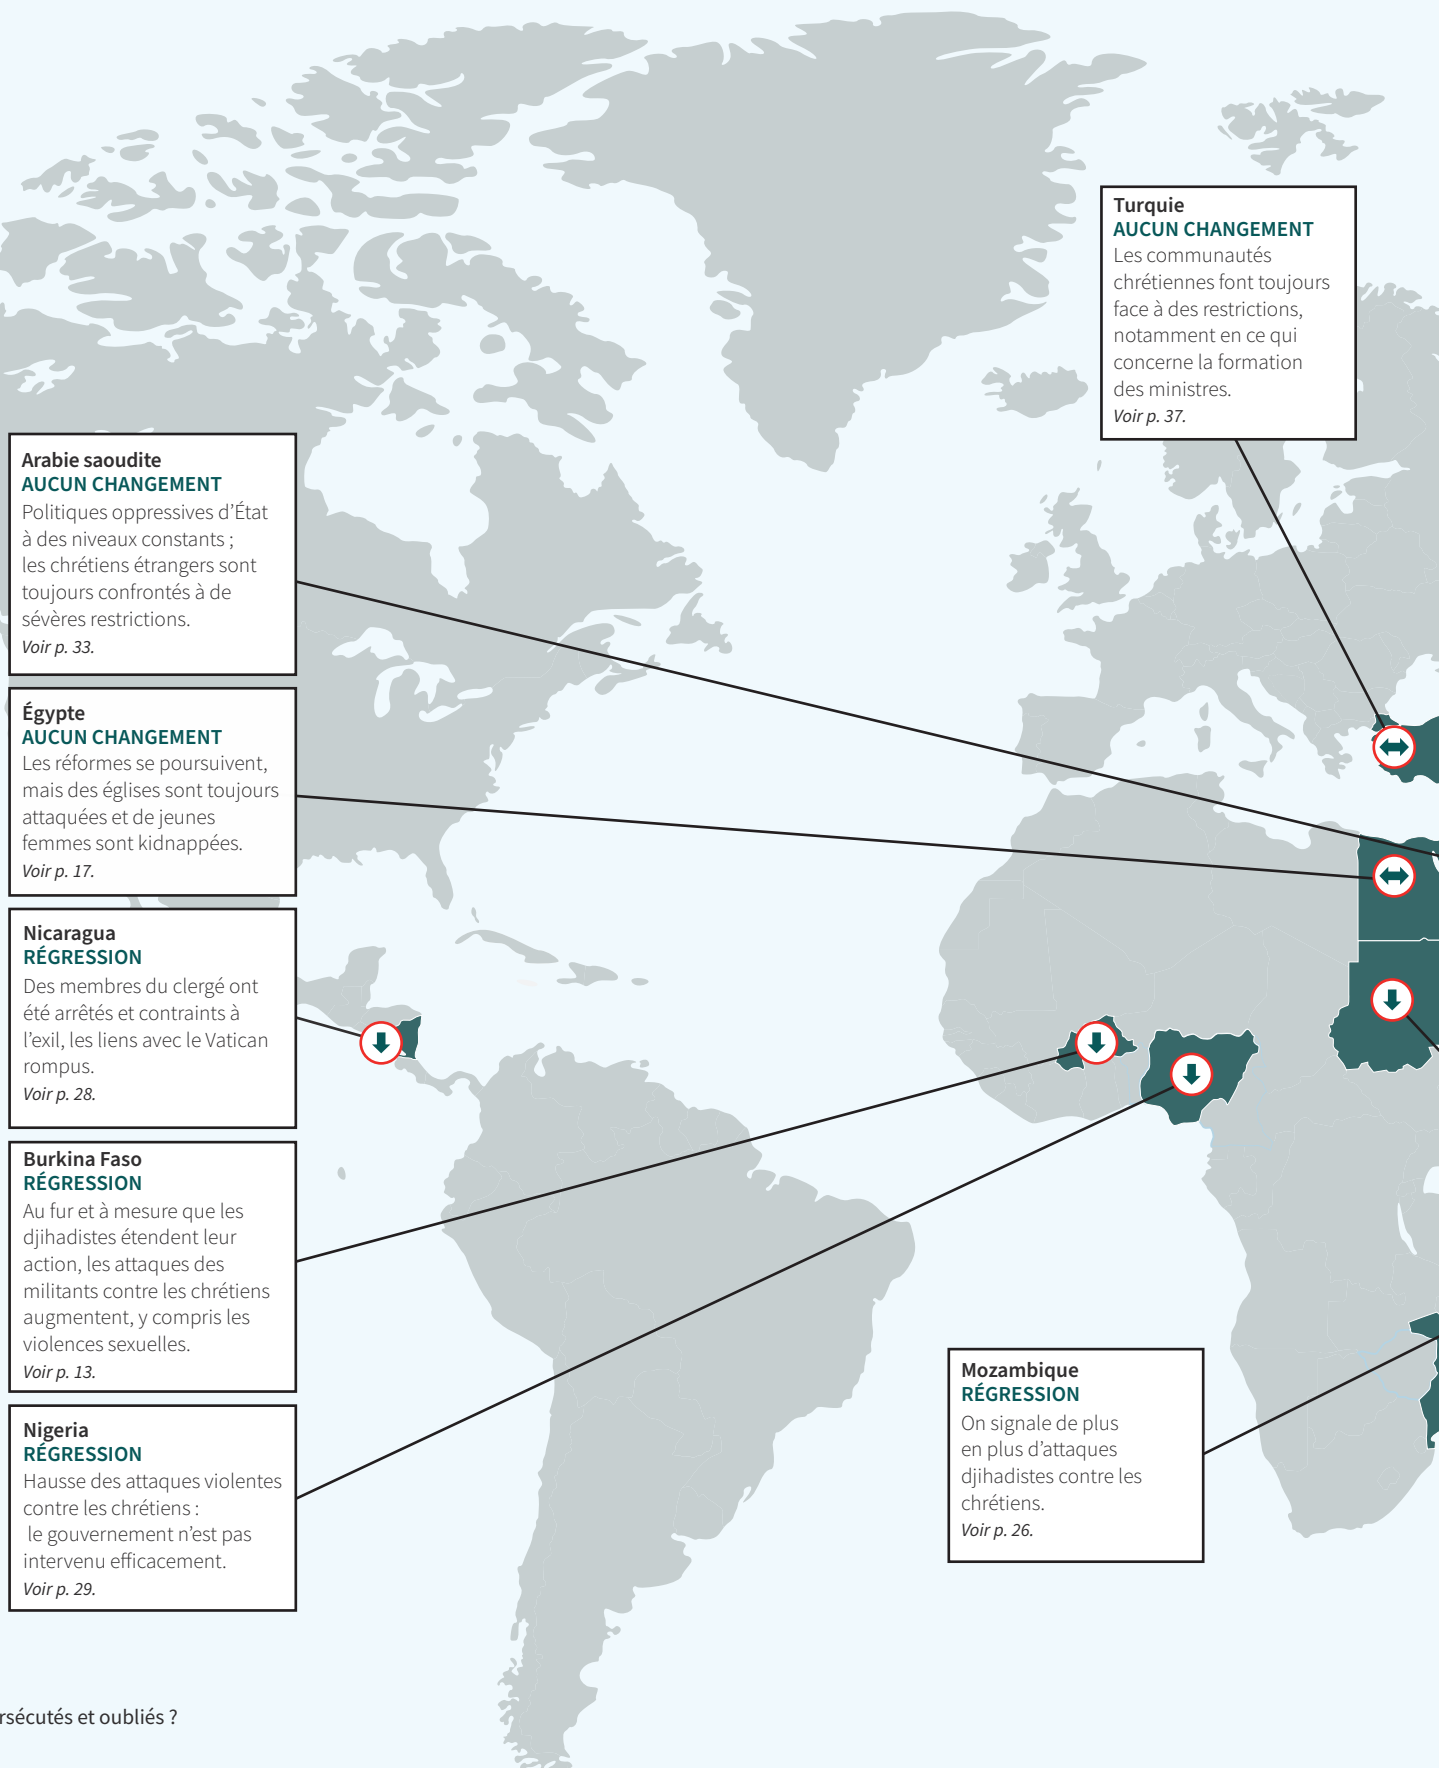 Turquie
AUCUN CHANGEMENT
Les communautés
chrétiennes font toujours
face à des restrictions,
notamment en ce qui
concerne la formation
des ministres.
Voir p. 37.
Arabie saoudite
AUCUN CHANGEMENT
Politiques oppressives d’État
à des niveaux constants ;
les chrétiens étrangers sont
toujours confrontés à de
sévères restrictions.
Voir p. 33.
Égypte
AUCUN CHANGEMENT
Les réformes se poursuivent,
mais des églises sont toujours
attaquées et de jeunes
femmes sont kidnappées.
Voir p. 17.
Nicaragua
RÉGRESSION
Des membres du clergé ont
été arrêtés et contraints à
l’exil, les liens avec le Vatican
rompus.
Voir p. 28.
Burkina Faso
RÉGRESSION
Au fur et à mesure que les
djihadistes étendent leur
action, les attaques des
militants contre les chrétiens
augmentent, y compris les
violences sexuelles.
Voir p. 13.
Nigeria
RÉGRESSION
Hausse des attaques violentes
contre les chrétiens :
le gouvernement n’est pas
intervenu efficacement.
Voir p. 29.
Mozambique
RÉGRESSION
On signale de plus
en plus d’attaques
djihadistes contre les
chrétiens.
Voir p. 26.
rsécutés et oubliés ?